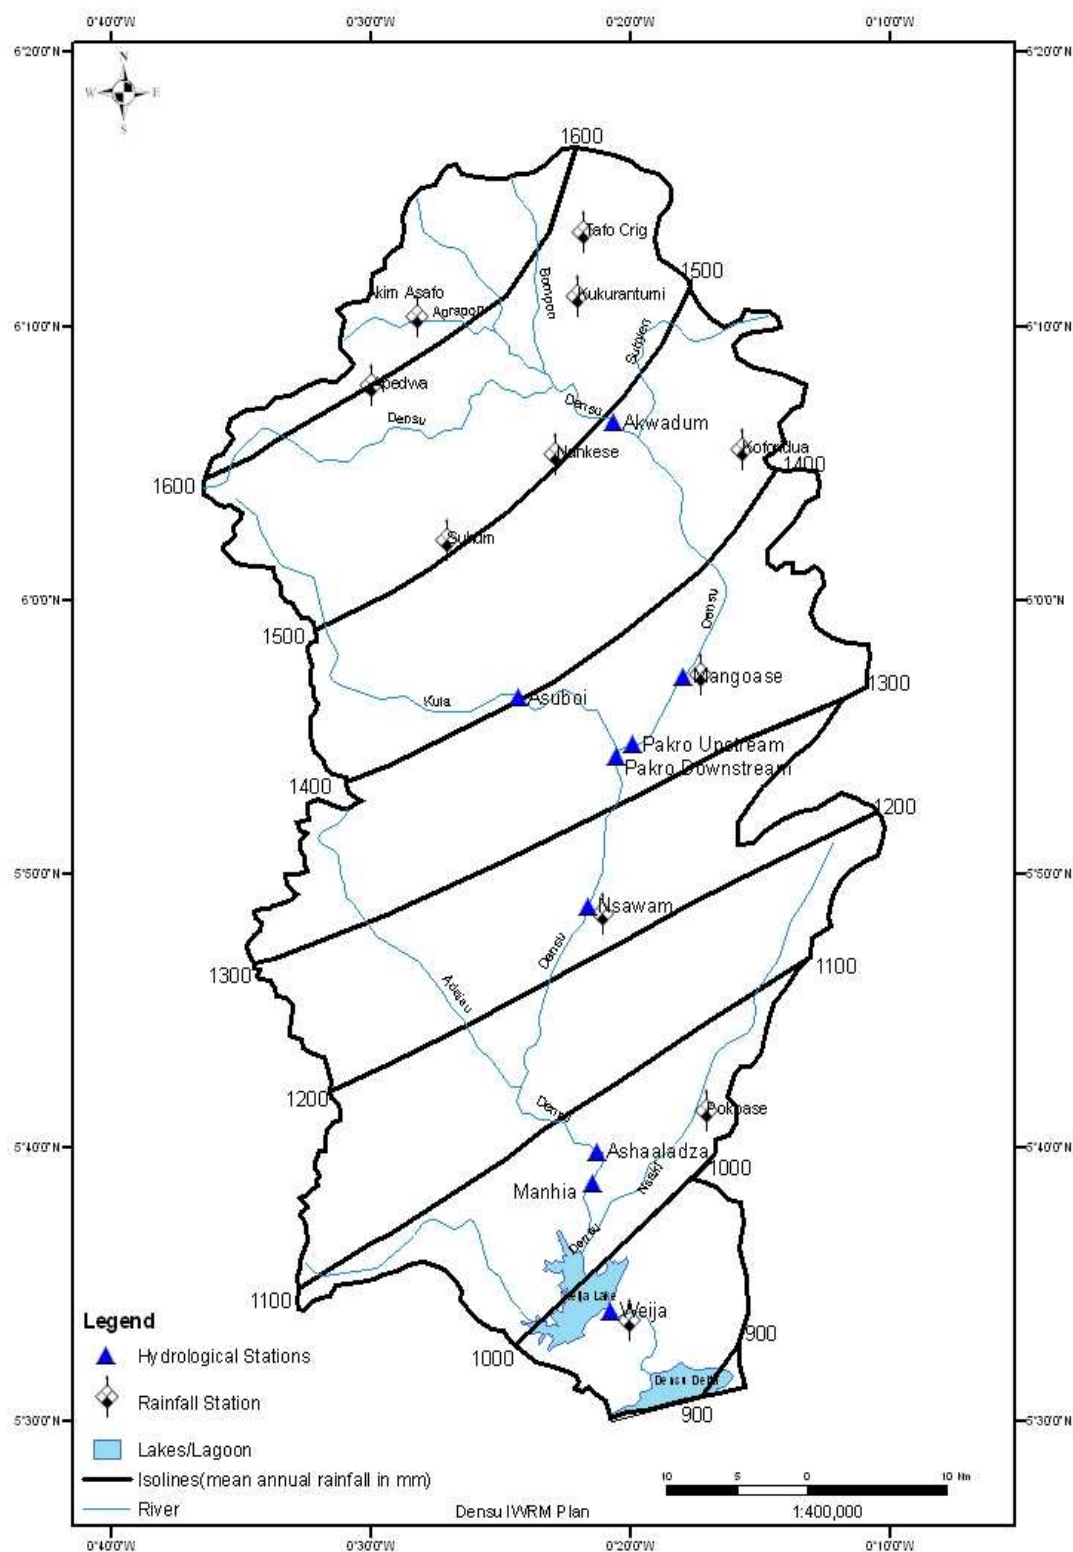 0°40'0"W 0°30'0"W 0°20'0"W 0°10'0"W
6°20'0"N 6°20'0"N
N
W E
S
1600
Tafo Crig
1500
Kukurantumi
Akim Asafo
Bompon
6°10'0"N 6°10'0"N
Apedwa
Densu
Densu
Akwadum
Nankese
1400
1600
Suhum
6°0'0"N 6°0'0"N
Densu
1500
Mangoase
1300
Kuia
Asuboi
Pakro Upstream
Pakro Downstream
1400
1200
5°50'0"N 5°50'0"N
Nsawam
Densu
1300
1100
Adeiau
1200
Densu
Pokoase
5°40'0"N 5°40'0"N
Ashaaladza
1000
Nsaki
Manhia
Densu
Weija Lake
1100
Weija
900
1000
Densu Delta
900
5°30'0"N 5°30'0"N
Legend
Hydrological Stations
Rainfall Station
Lakes/Lagoon
Isolines(mean annual rainfall in mm)
River
Densu IWRM Plan
10 5 0 10 Km
1:400,000
0°40'0"W 0°30'0"W 0°20'0"W 0°10'0"W